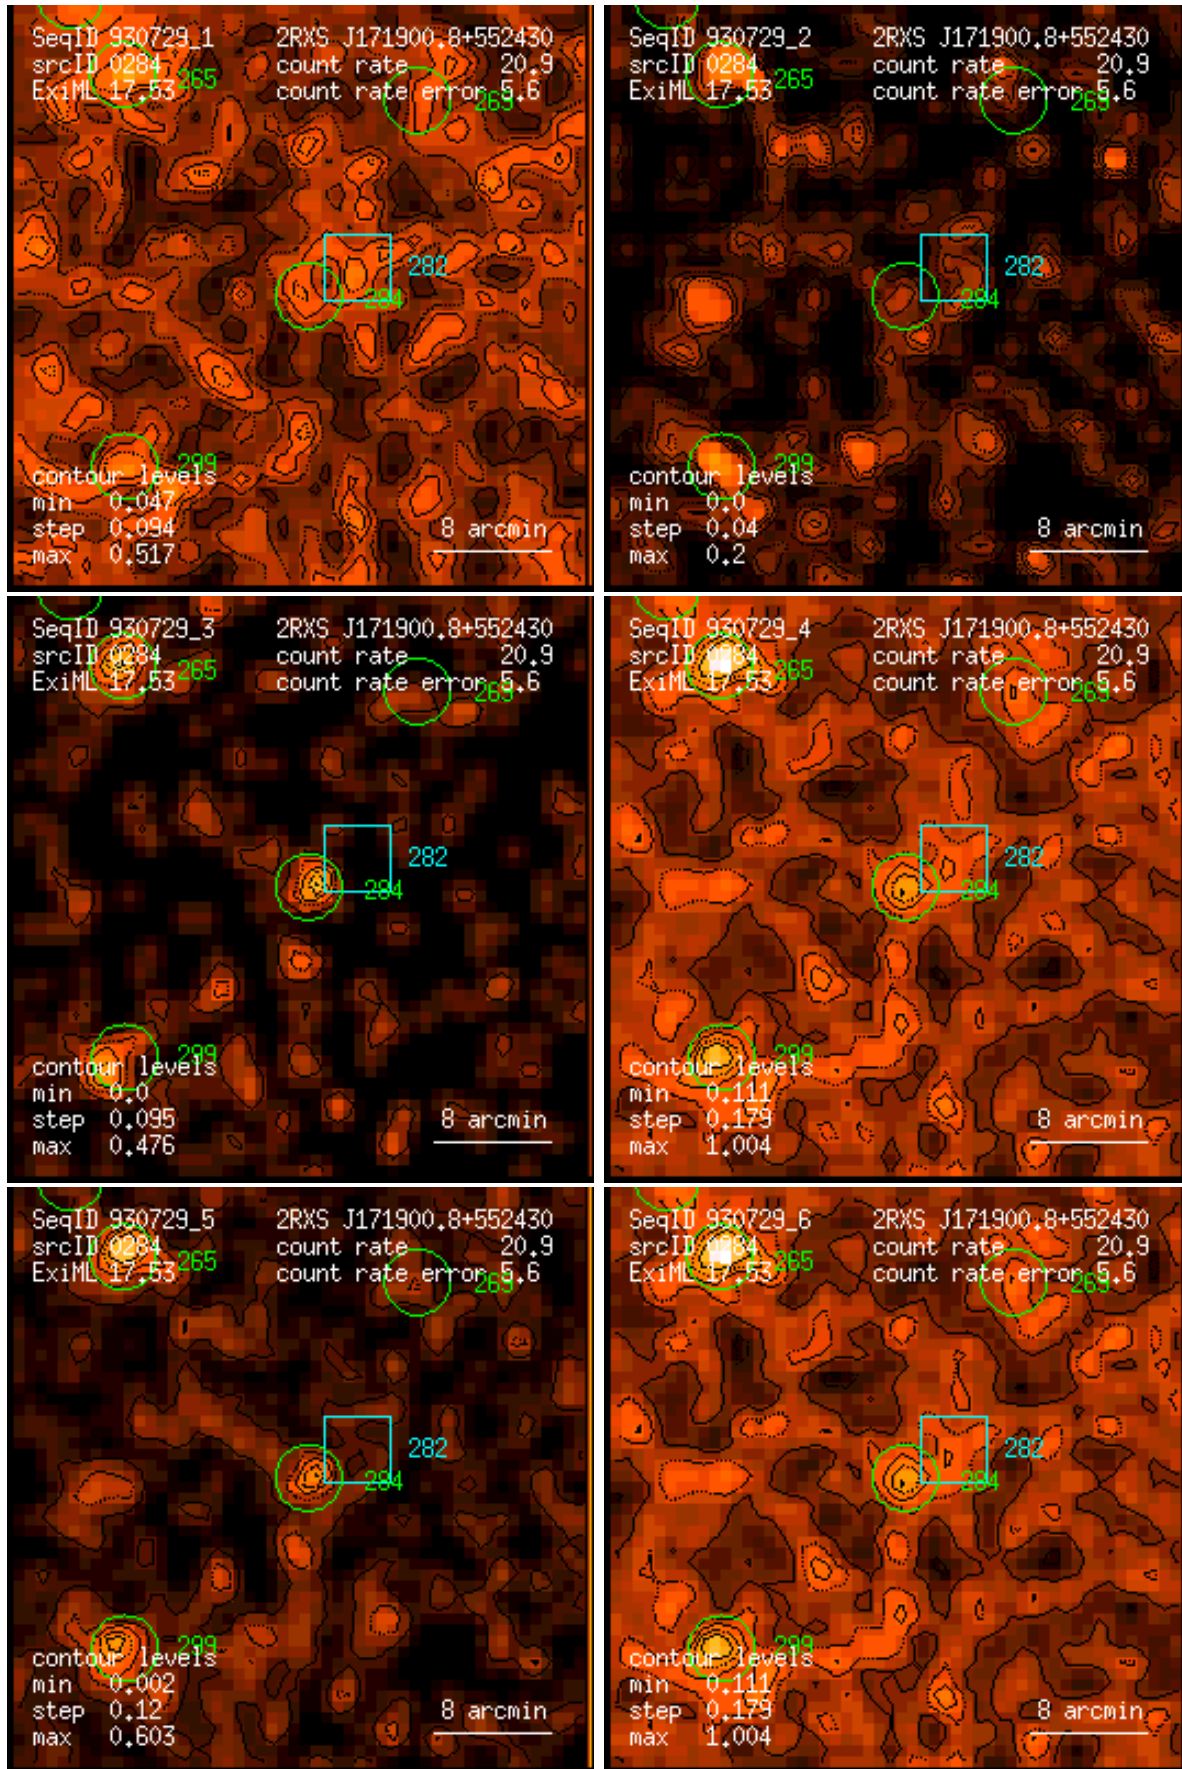 SeqID 930729_1 2RXS J171900.8+552430
srcID 0284 count rate 20.9
265
ExiML 17.53 count rate error 5.6
269
282
284
299
contour levels
min 0.047
step 0.094 8 arcmin
max 0.517
SeqID 930729_2 2RXS J171900.8+552430
srcID 0284 count rate 20.9
265
ExiML 17.53 count rate error 5.6
269
282
284
299
contour levels
min 0.0
step 0.04 8 arcmin
max 0.2
SeqID 930729_3 2RXS J171900.8+552430
srcID 0284 count rate 20.9
265
ExiML 17.53 count rate error 5.6
269
282
284
299
contour levels
min 0.0
step 0.095 8 arcmin
max 0.476
SeqID 930729_4 2RXS J171900.8+552430
srcID 0284 count rate 20.9
265
ExiML 17.53 count rate error 5.6
269
282
284
299
contour levels
min 0.111
step 0.179 8 arcmin
max 1.004
SeqID 930729_5 2RXS J171900.8+552430
srcID 0284 count rate 20.9
265
ExiML 17.53 count rate error 5.6
269
282
284
299
contour levels
min 0.002
step 0.12 8 arcmin
max 0.603
SeqID 930729_6 2RXS J171900.8+552430
srcID 0284 count rate 20.9
265
ExiML 17.53 count rate error 5.6
269
282
284
299
contour levels
min 0.111
step 0.179 8 arcmin
max 1.004